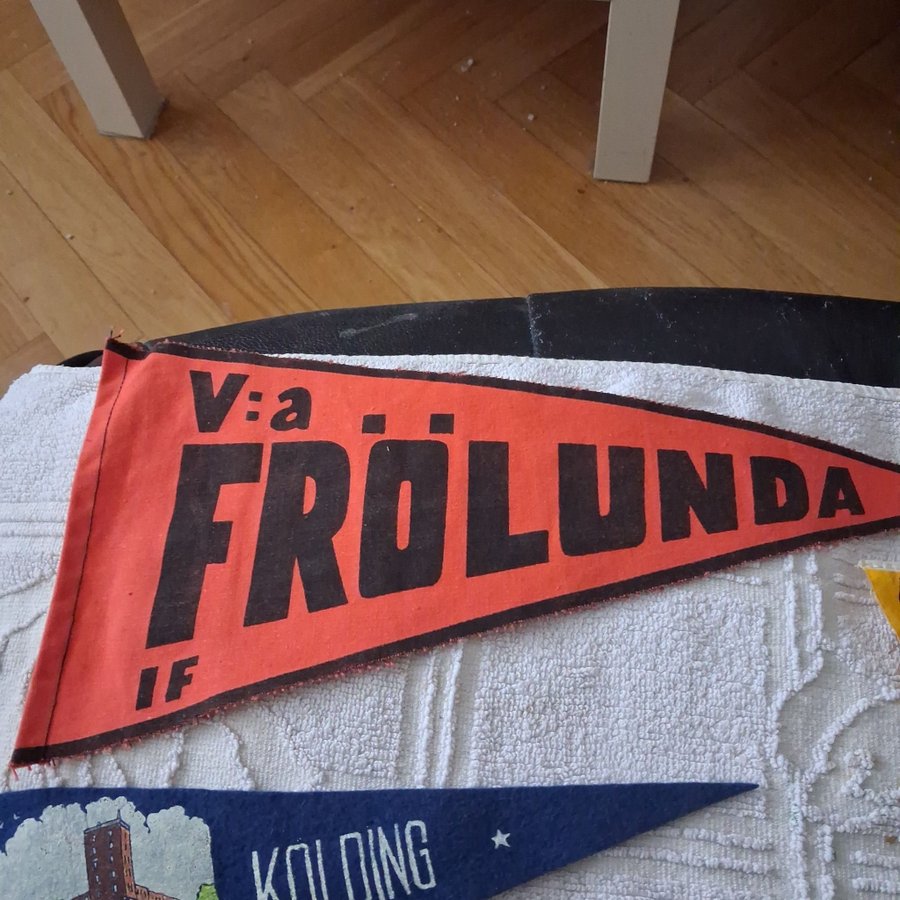 V:a
FRÖLUNDA
IF
KOLDING